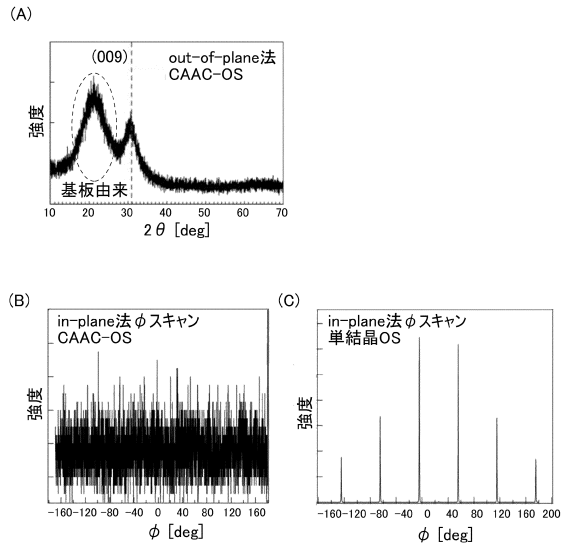 (A)
(009)
out-of-plane法
CAAC-OS
強度
基板由来
10 20 30 40 50 60 70
2θ [deg]
(B)
in-plane法φスキャン
CAAC-OS
強度
-160-120 -80 -40 0 40 80 120 160
φ [deg]
(C)
in-plane法φスキャン
単結晶OS
強度
-160-120 -80 -40 0 40 80 120 160 200
φ [deg]